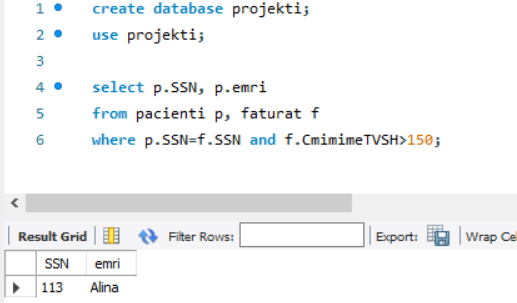 1 create database projekti;
2 use projekti;
3
4 select p.SSN, p.emri
5 from pacienti p, faturat f
6 where p.SSN=f.SSN and f.CmimimeTVSH>150;
Result Grid Filter Rows: Export: Wrap Cel
SSN emri
113 Alina